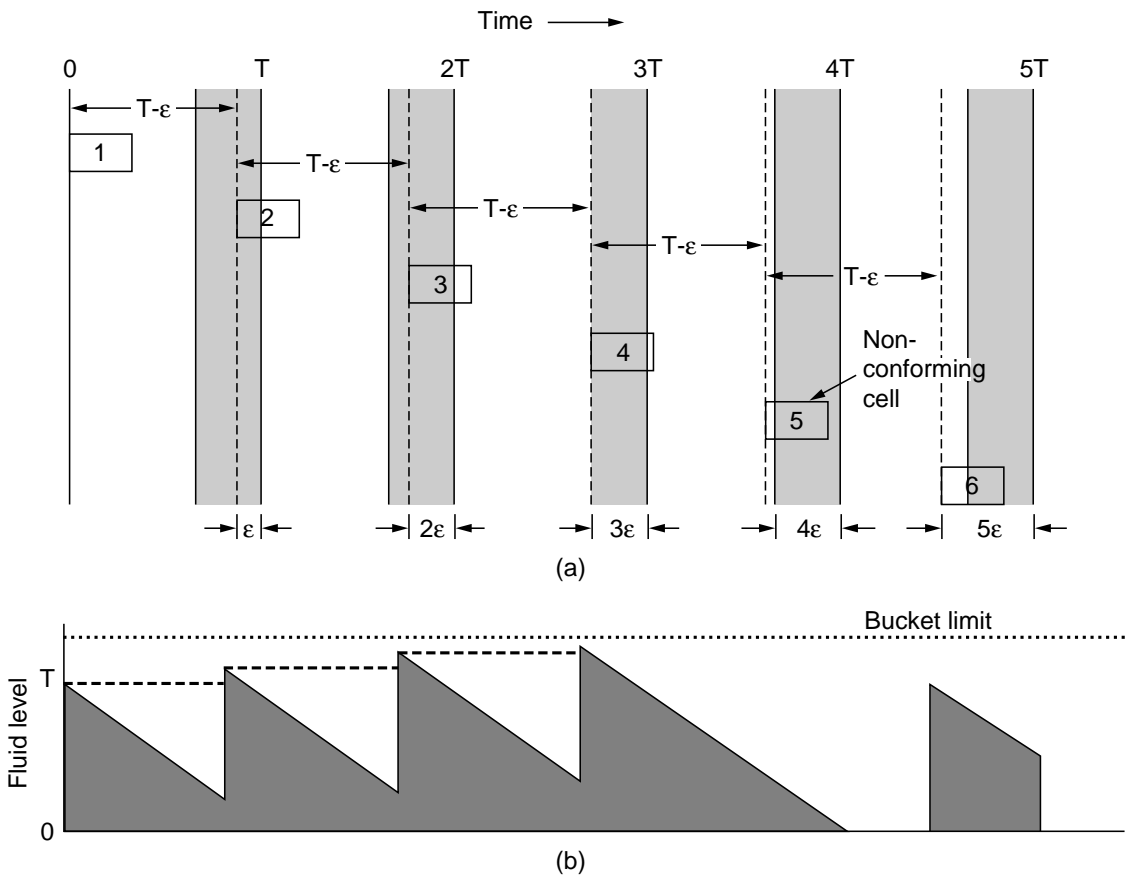 Time
0 T 2T 3T 4T 5T
T-ε
1
T-ε
2
T-ε
3
T-ε
4
T-ε
Non-
conforming
cell
5
6
ε 2ε 3ε 4ε 5ε
(a)
Bucket limit
T
Fluid level
0
(b)